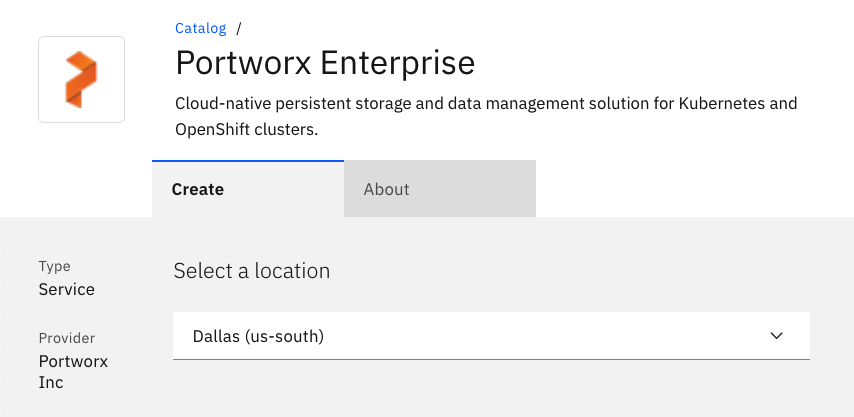 Catalog /
Portworx Enterprise
Cloud-native persistent storage and data management solution for Kubernetes and
OpenShift clusters.
Create
About
Type
Service
Provider
Portworx
Inc
Select a location
Dallas (us-south)